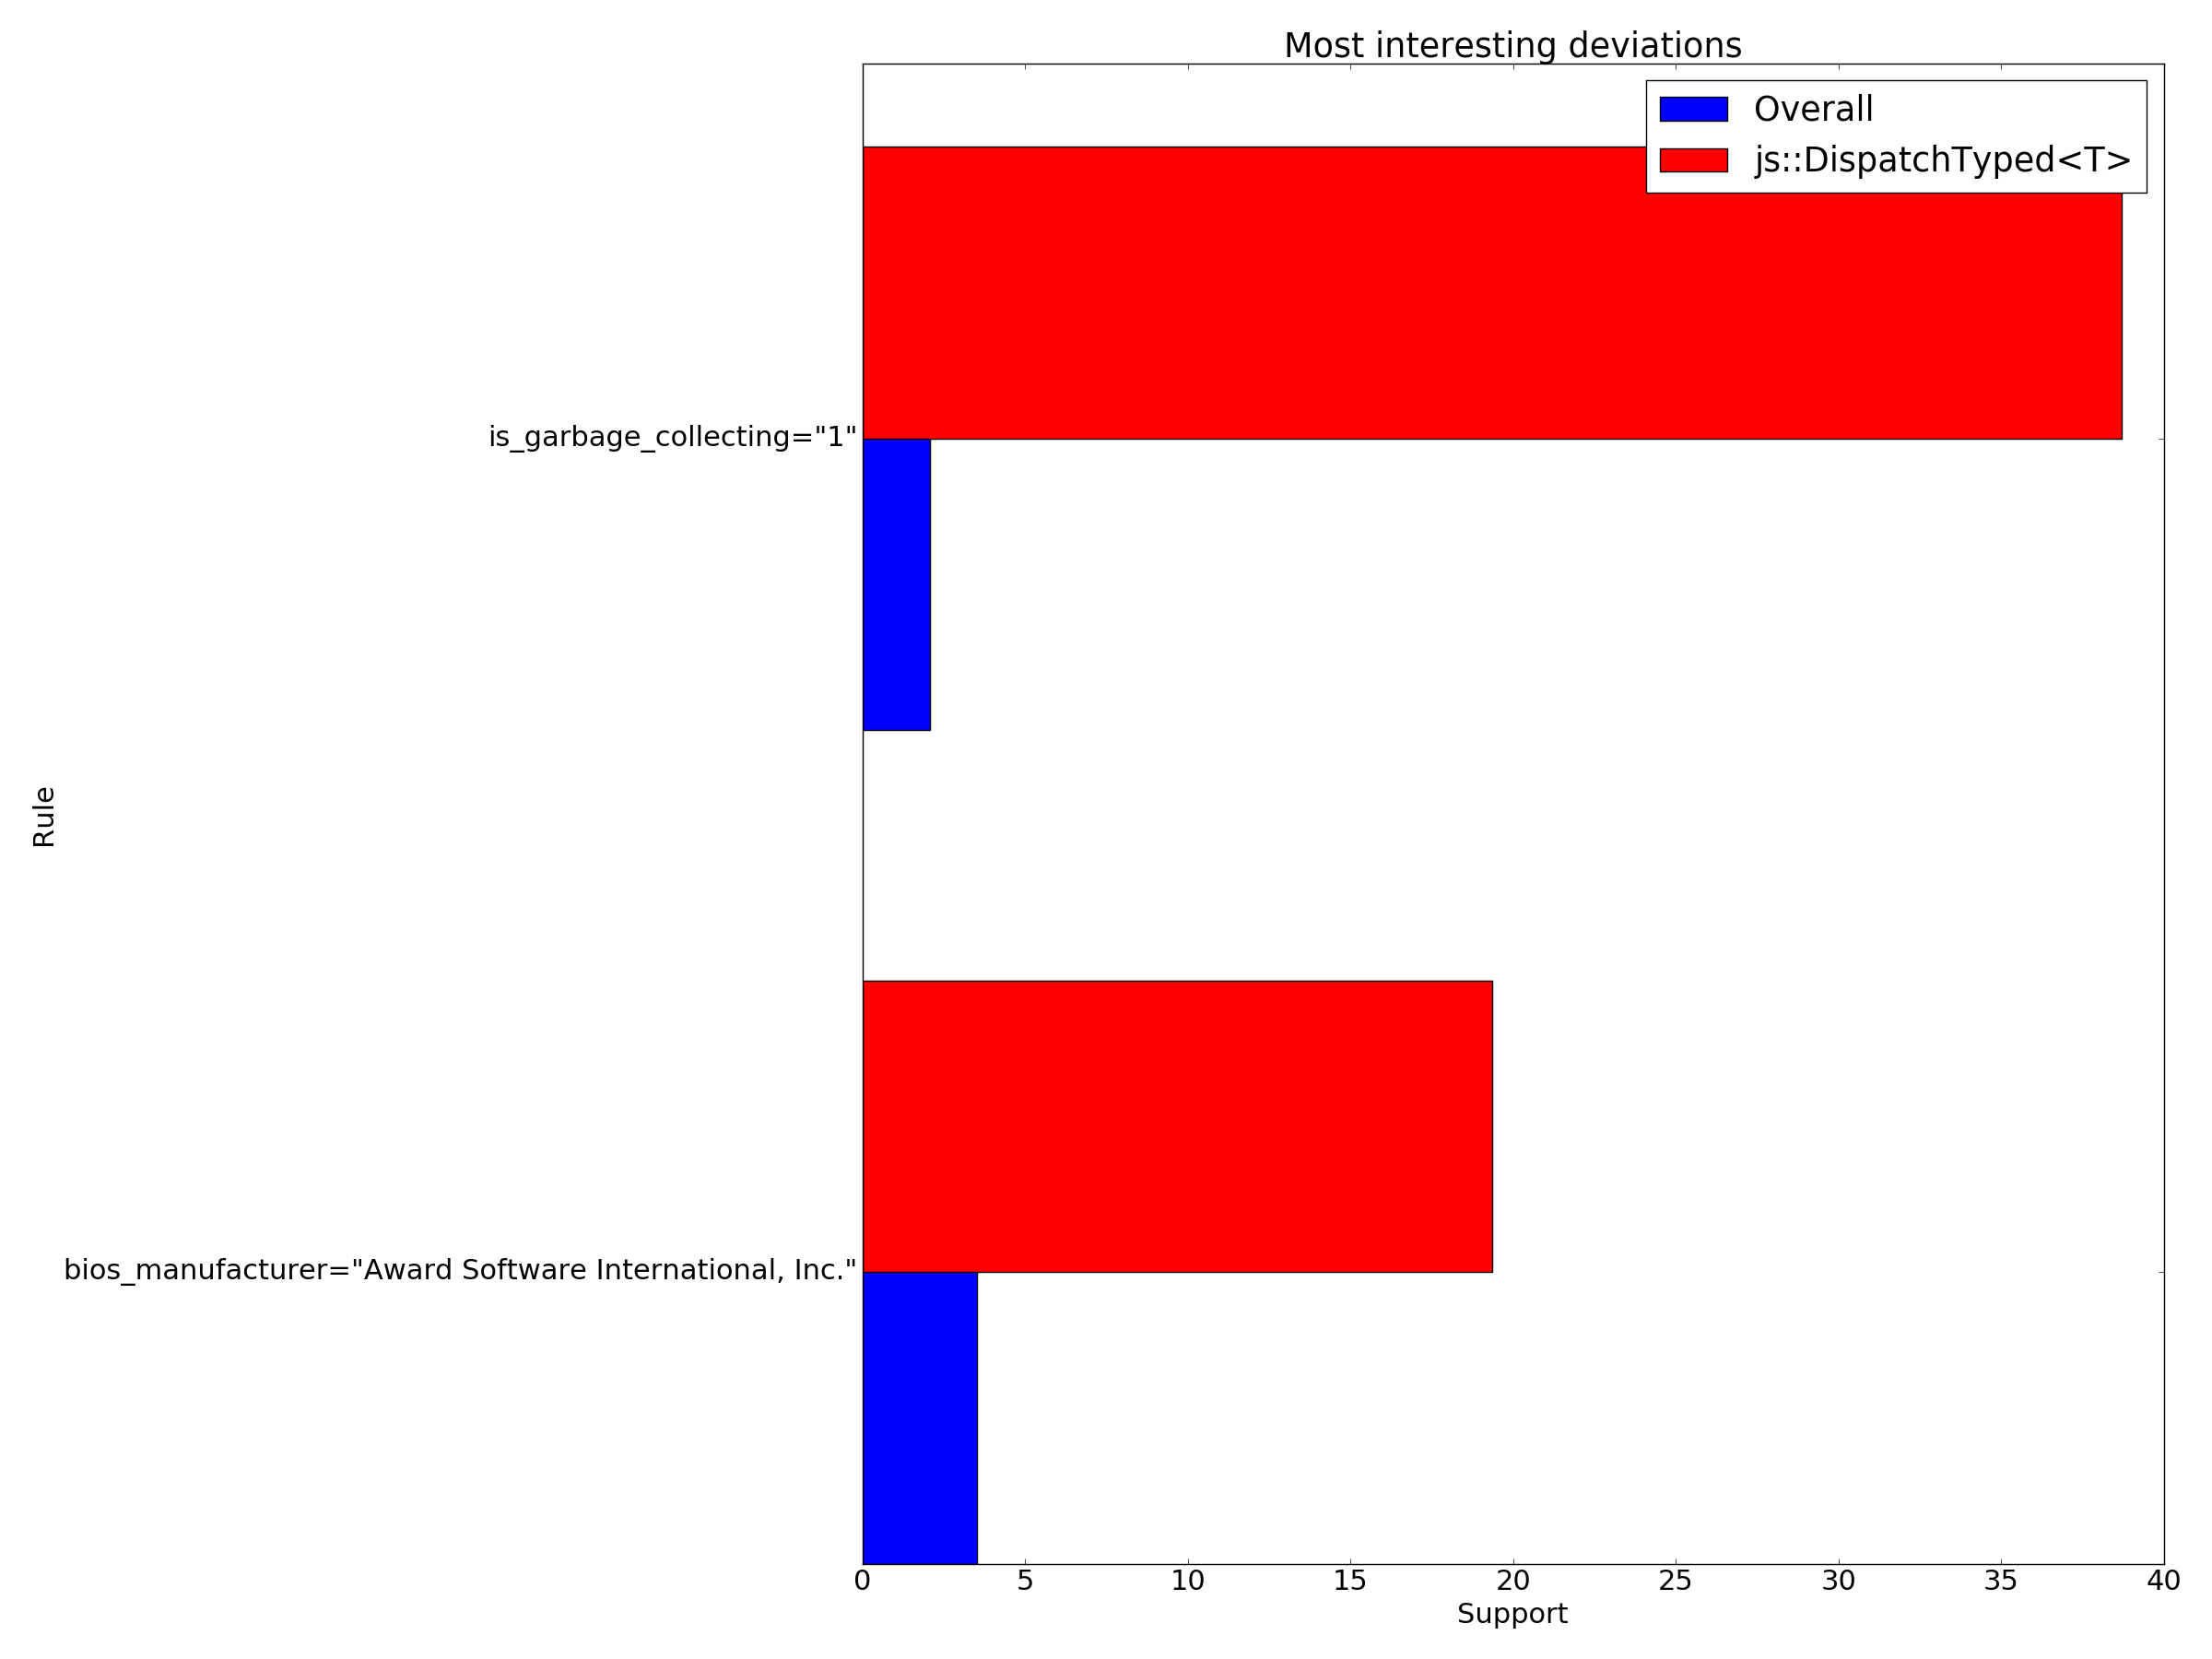 Most interesting deviations
Overall
js::DispatchTyped<T>
is_garbage_collecting="1"
Rule
bios_manufacturer="Award Software International, Inc."
0 5 10 15 20 25 30 35 40
Support